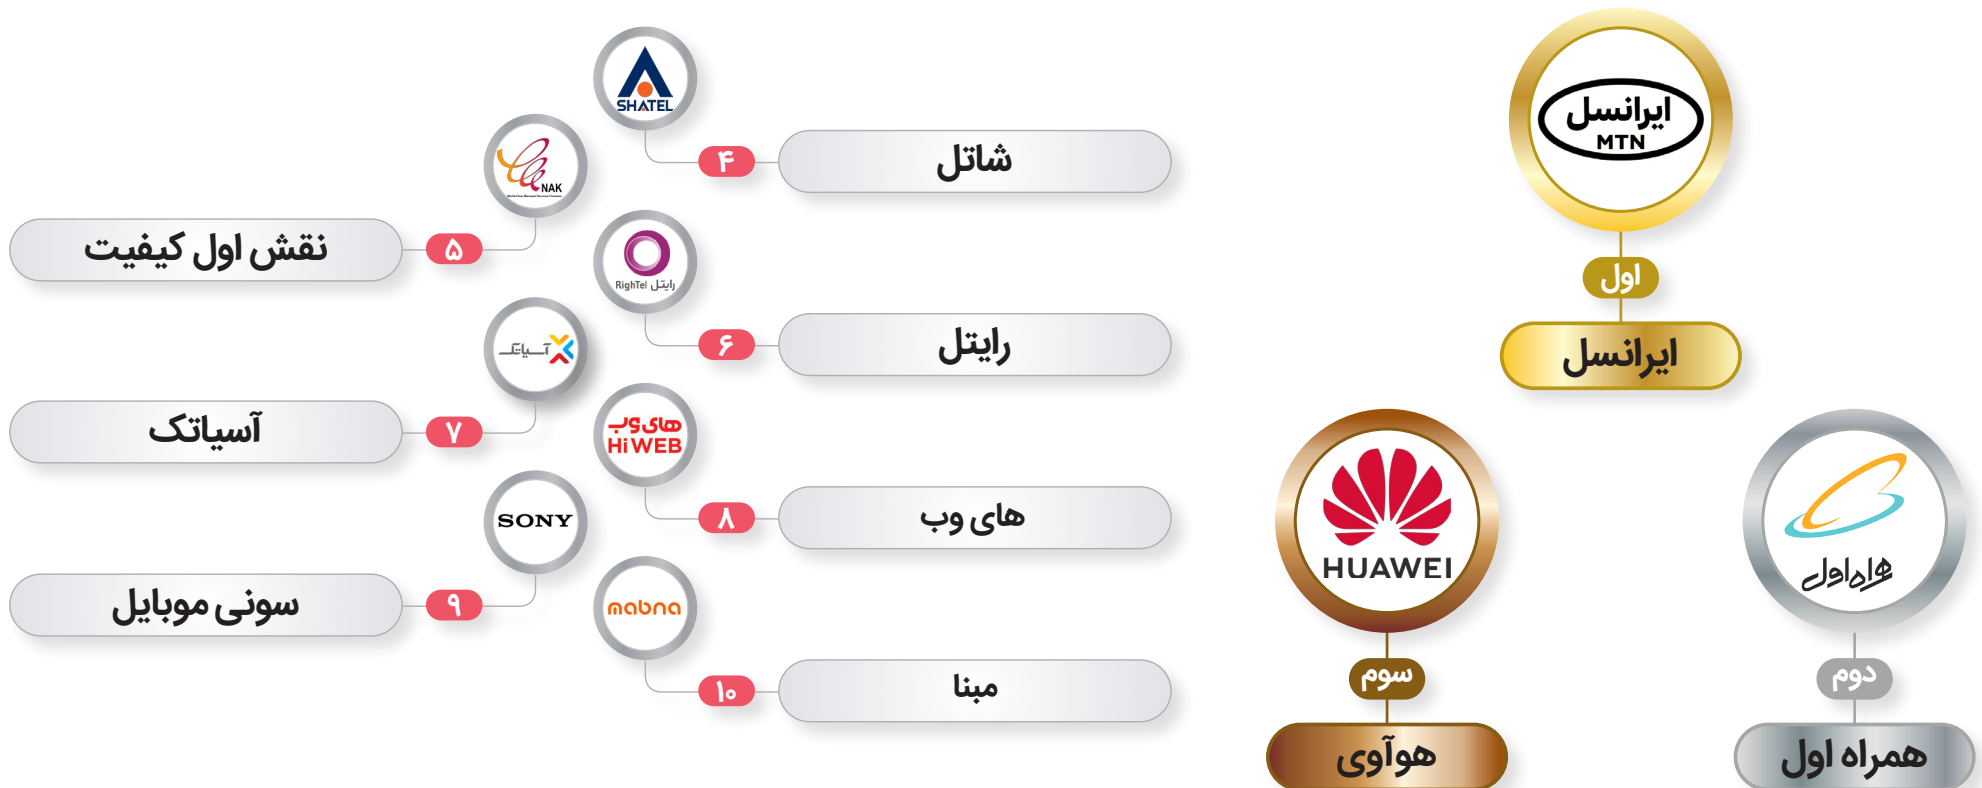 ایرانسل
MTN
اول
ایرانسل
همراه اول
دوم
همراه اول
HUAWEI
سوم
هوآوی
SHATEL
۴
شاتل
NAK
۵
نقش اول کیفیت
رایتل RighTel
۶
رایتل
آسیاتک
۷
آسیاتک
های وب
HiWEB
۸
های وب
SONY
۹
سونی موبایل
mabna
۱۰
مبنا